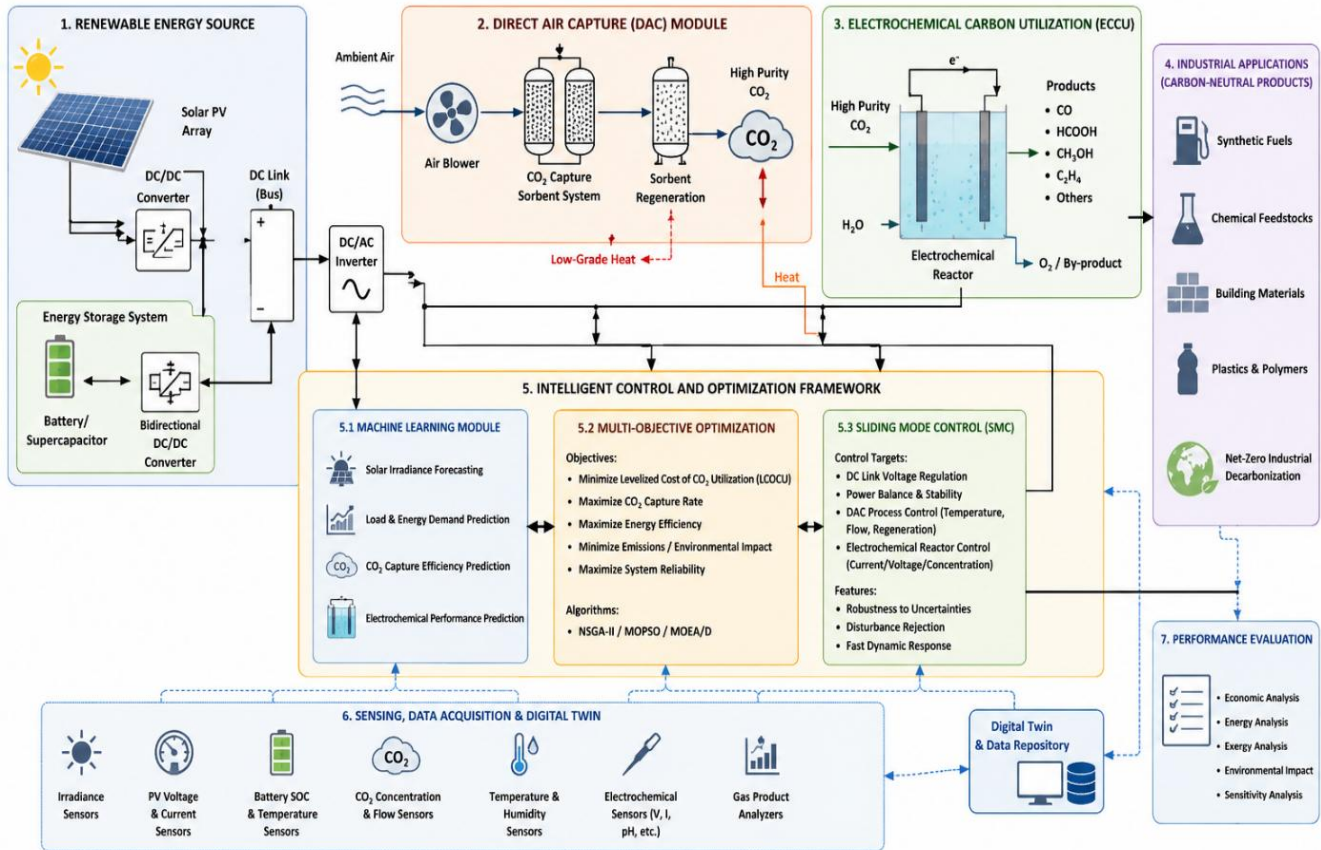 1. RENEWABLE ENERGY SOURCE
Solar PV
Array
DC/DC
Converter
DC Link
(Bus)
+
−
DC/AC
Inverter
Energy Storage System
Battery/
Supercapacitor
Bidirectional
DC/DC
Converter
2. DIRECT AIR CAPTURE (DAC) MODULE
Ambient Air
Air Blower
CO₂ Capture
Sorbent System
Sorbent
Regeneration
High Purity
CO₂
CO₂
Low-Grade Heat
Heat
3. ELECTROCHEMICAL CARBON UTILIZATION (ECCU)
e⁻
High Purity
CO₂
H₂O
Electrochemical
Reactor
Products
• CO
• HCOOH
• CH₃OH
• C₂H₄
• Others
O₂ / By-product
4. INDUSTRIAL APPLICATIONS
(CARBON-NEUTRAL PRODUCTS)
Synthetic Fuels
Chemical Feedstocks
Building Materials
Plastics & Polymers
Net-Zero Industrial
Decarbonization
5. INTELLIGENT CONTROL AND OPTIMIZATION FRAMEWORK
5.1 MACHINE LEARNING MODULE
Solar Irradiance Forecasting
Load & Energy Demand Prediction
CO₂
CO₂ Capture Efficiency Prediction
Electrochemical Performance Prediction
5.2 MULTI-OBJECTIVE OPTIMIZATION
Objectives:
• Minimize Levelized Cost of CO₂ Utilization (LCOCU)
• Maximize CO₂ Capture Rate
• Maximize Energy Efficiency
• Minimize Emissions / Environmental Impact
• Maximize System Reliability
Algorithms:
• NSGA-II / MOPSO / MOEA/D
5.3 SLIDING MODE CONTROL (SMC)
Control Targets:
• DC Link Voltage Regulation
• Power Balance & Stability
• DAC Process Control (Temperature,
Flow, Regeneration)
• Electrochemical Reactor Control
(Current/Voltage/Concentration)
Features:
• Robustness to Uncertainties
• Disturbance Rejection
• Fast Dynamic Response
6. SENSING, DATA ACQUISITION & DIGITAL TWIN
Irradiance
Sensors
PV Voltage
& Current
Sensors
Battery SOC
& Temperature
Sensors
CO₂
CO₂ Concentration
& Flow Sensors
Temperature &
Humidity
Sensors
Electrochemical
Sensors (V, I,
pH, etc.)
Gas Product
Analyzers
Digital Twin
& Data Repository
7. PERFORMANCE EVALUATION
• Economic Analysis
• Energy Analysis
• Exergy Analysis
• Environmental Impact
• Sensitivity Analysis